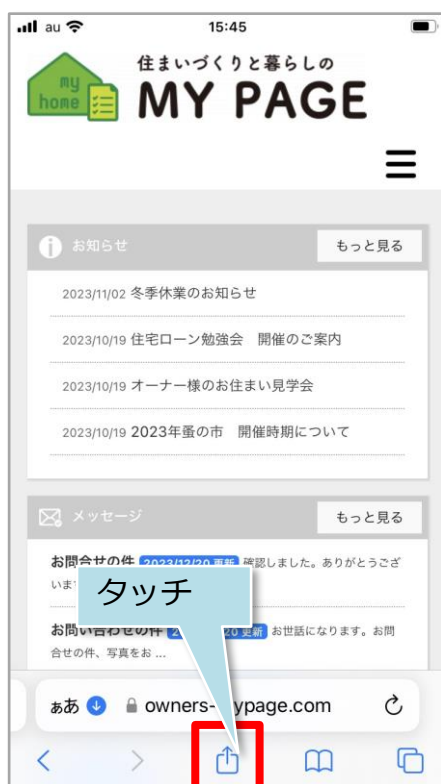 au 15:45
my home
住まいづくりと暮らしの
MY PAGE
お知らせ もっと見る
2023/11/02 冬季休業のお知らせ
2023/10/19 住宅ローン勉強会 開催のご案内
2023/10/19 オーナー様のお住まい見学会
2023/10/19 2023年蚤の市 開催時期について
メッセージ もっと見る
お問合せの件 2023/12/20 更新 確認しました。ありがとうござ
いま
タッチ
お問い合わせの件 20 更新 お世話になります。お問
合せの件、写真をお ...
ぁあ owners- ypage.com